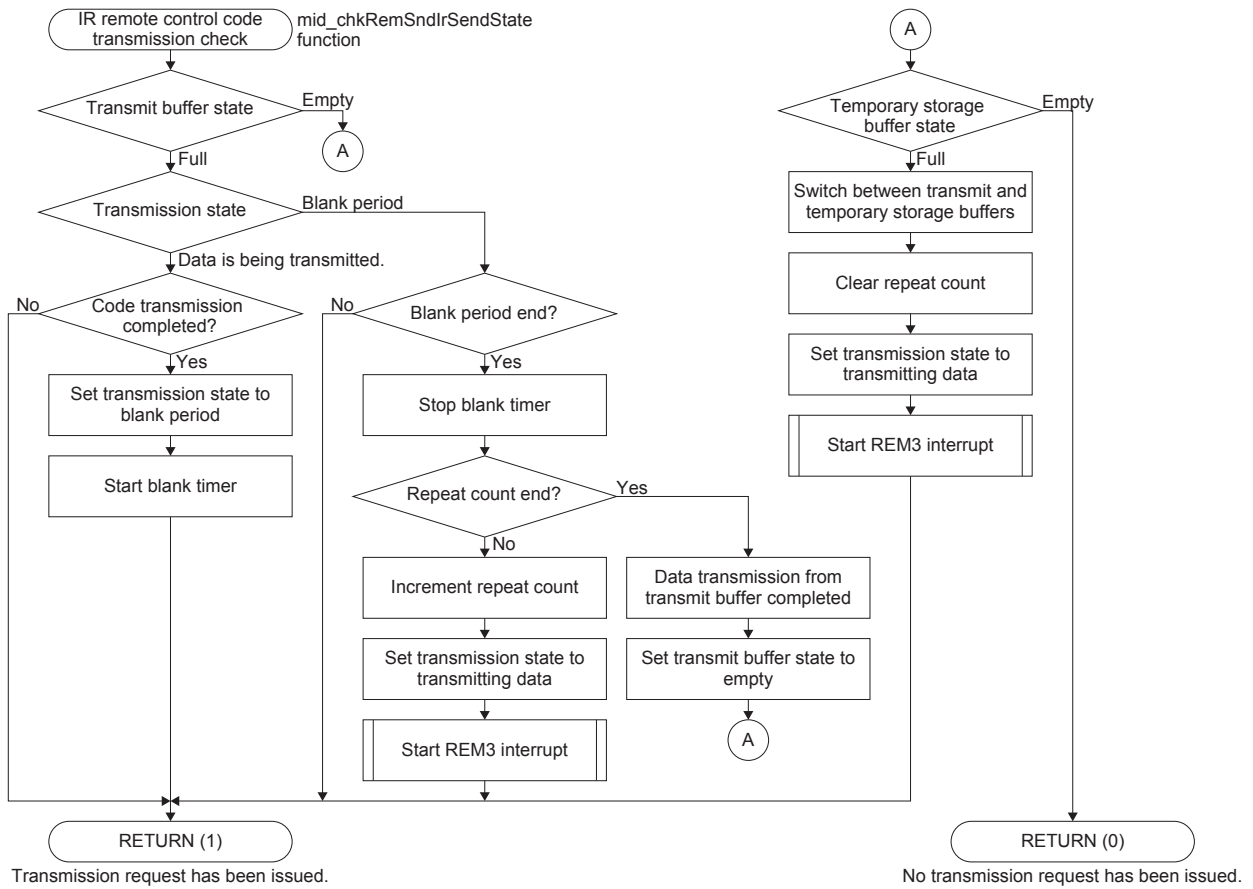 IR remote control code
transmission check
mid_chkRemSndIrSendState
function
Transmit buffer state
Empty
A
Full
Transmission state
Blank period
Data is being transmitted.
No
Code transmission
completed?
Yes
Set transmission state to
blank period
Start blank timer
No
Blank period end?
Yes
Stop blank timer
Repeat count end?
Yes
No
Increment repeat count
Set transmission state to
transmitting data
Start REM3 interrupt
Data transmission from
transmit buffer completed
Set transmit buffer state to
empty
A
A
Temporary storage
buffer state
Empty
Full
Switch between transmit and
temporary storage buffers
Clear repeat count
Set transmission state to
transmitting data
Start REM3 interrupt
RETURN (1)
Transmission request has been issued.
RETURN (0)
No transmission request has been issued.